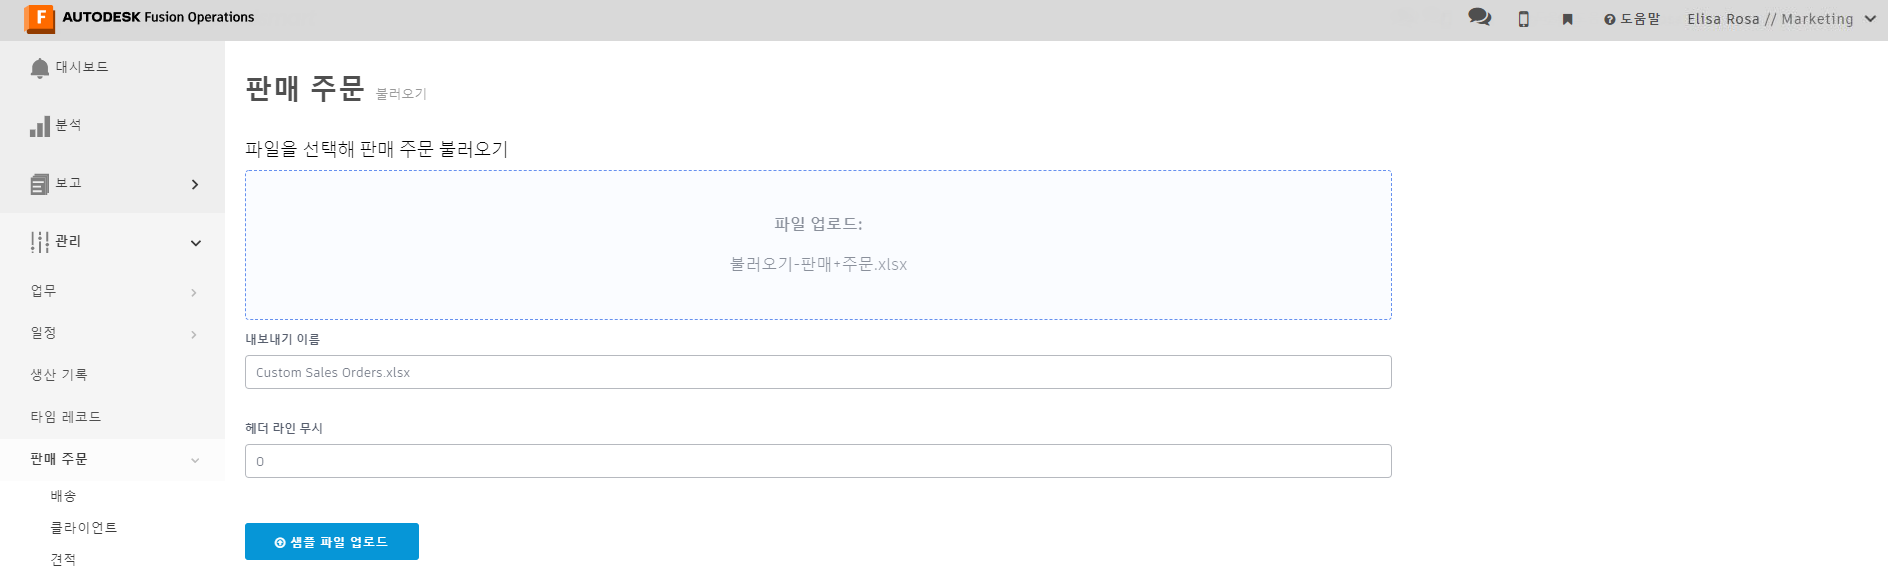 F AUTODESK Fusion Operations
도움말
Elisa Rosa // Marketing
대시보드
분석
보고
관리
업무
일정
생산 기록
타임 레코드
판매 주문
배송
클라이언트
견적
판매 주문 불러오기
파일을 선택해 판매 주문 불러오기
파일 업로드:
불러오기-판매+주문.xlsx
내보내기 이름
Custom Sales Orders.xlsx
헤더 라인 무시
0
샘플 파일 업로드